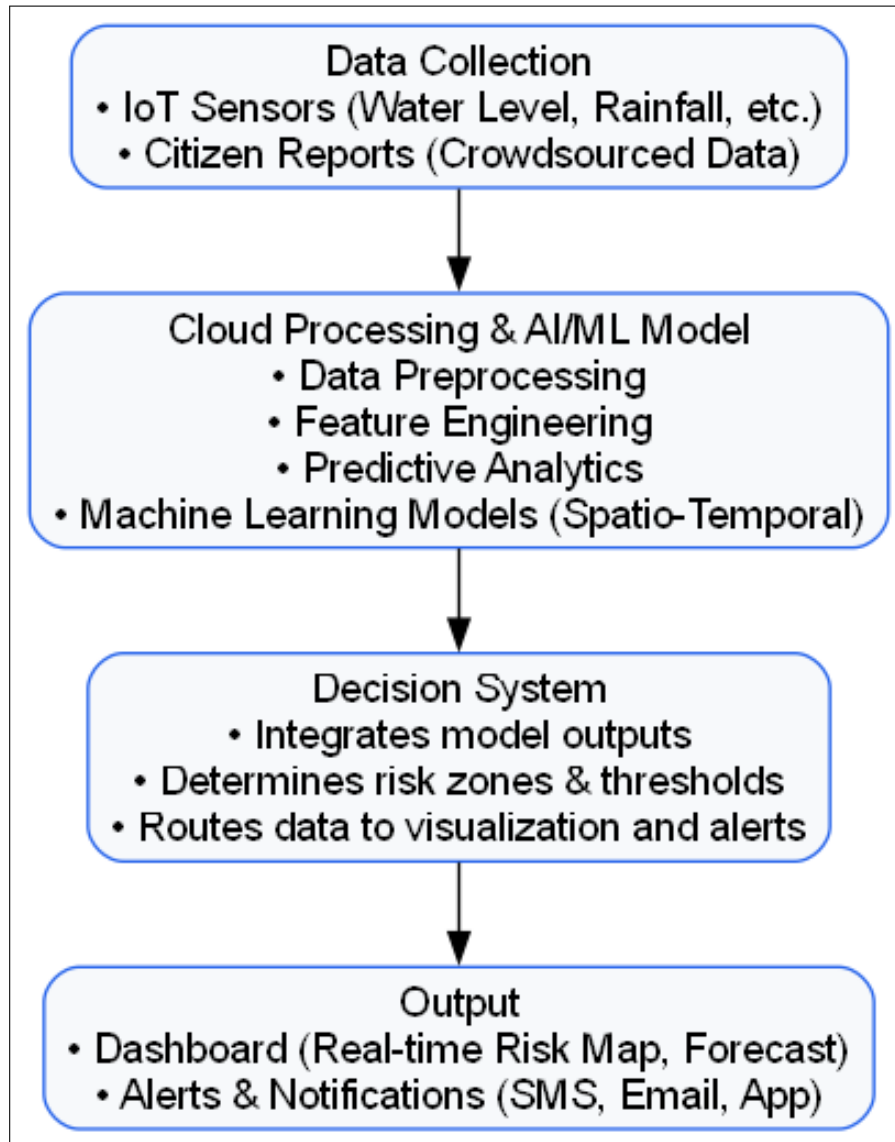 Data Collection
• IoT Sensors (Water Level, Rainfall, etc.)
• Citizen Reports (Crowdsourced Data)
Cloud Processing & AI/ML Model
• Data Preprocessing
• Feature Engineering
• Predictive Analytics
• Machine Learning Models (Spatio-Temporal)
Decision System
• Integrates model outputs
• Determines risk zones & thresholds
• Routes data to visualization and alerts
Output
• Dashboard (Real-time Risk Map, Forecast)
• Alerts & Notifications (SMS, Email, App)